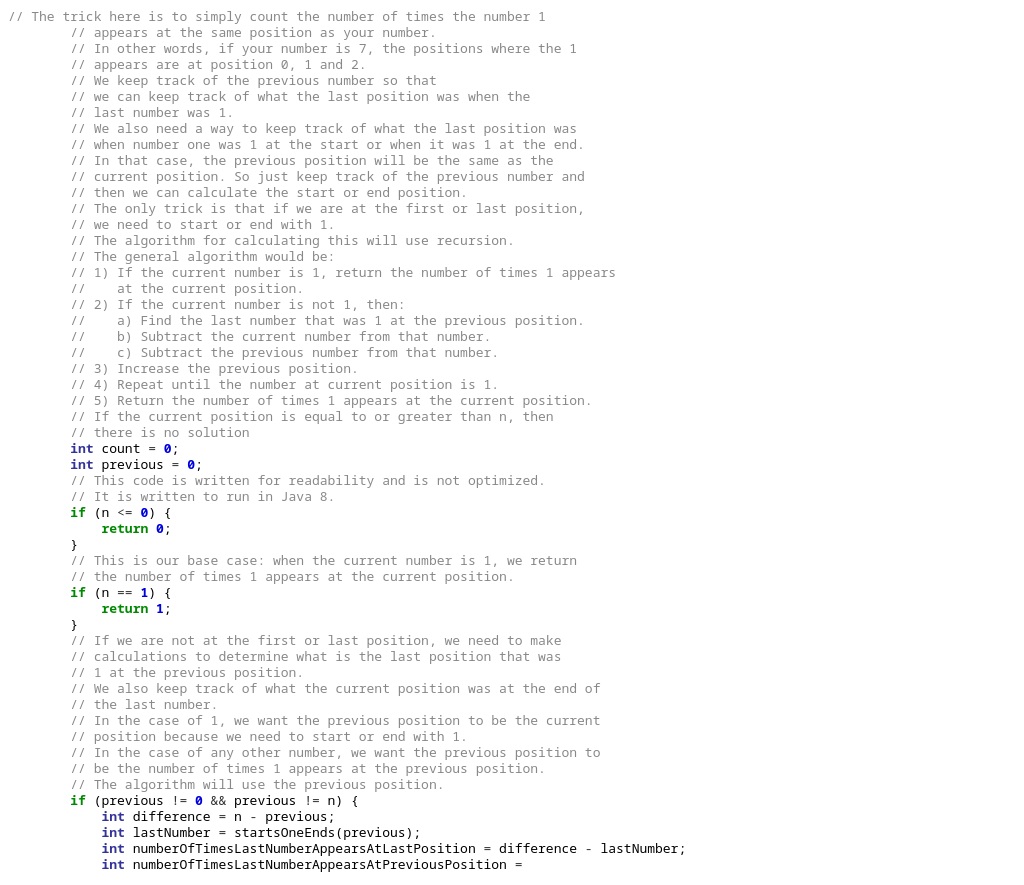 // The trick here is to simply count the number of times the number 1
// appears at the same position as your number.
// In other words, if your number is 7, the positions where the 1
// appears are at position 0, 1 and 2.
// We keep track of the previous number so that
// we can keep track of what the last position was when the
// last number was 1.
// We also need a way to keep track of what the last position was
// when number one was 1 at the start or when it was 1 at the end.
// In that case, the previous position will be the same as the
// current position. So just keep track of the previous number and
// then we can calculate the start or end position.
// The only trick is that if we are at the first or last position,
// we need to start or end with 1.
// The algorithm for calculating this will use recursion.
// The general algorithm would be:
// 1) If the current number is 1, return the number of times 1 appears
//    at the current position.
// 2) If the current number is not 1, then:
//    a) Find the last number that was 1 at the previous position.
//    b) Subtract the current number from that number.
//    c) Subtract the previous number from that number.
// 3) Increase the previous position.
// 4) Repeat until the number at current position is 1.
// 5) Return the number of times 1 appears at the current position.
// If the current position is equal to or greater than n, then
// there is no solution
int count = 0;
int previous = 0;
// This code is written for readability and is not optimized.
// It is written to run in Java 8.
if (n <= 0) {
return 0;
}
// This is our base case: when the current number is 1, we return
// the number of times 1 appears at the current position.
if (n == 1) {
return 1;
}
// If we are not at the first or last position, we need to make
// calculations to determine what is the last position that was
// 1 at the previous position.
// We also keep track of what the current position was at the end of
// the last number.
// In the case of 1, we want the previous position to be the current
// position because we need to start or end with 1.
// In the case of any other number, we want the previous position to
// be the number of times 1 appears at the previous position.
// The algorithm will use the previous position.
if (previous != 0 && previous != n) {
int difference = n - previous;
int lastNumber = startsOneEnds(previous);
int numberOfTimesLastNumberAppearsAtLastPosition = difference - lastNumber;
int numberOfTimesLastNumberAppearsAtPreviousPosition =